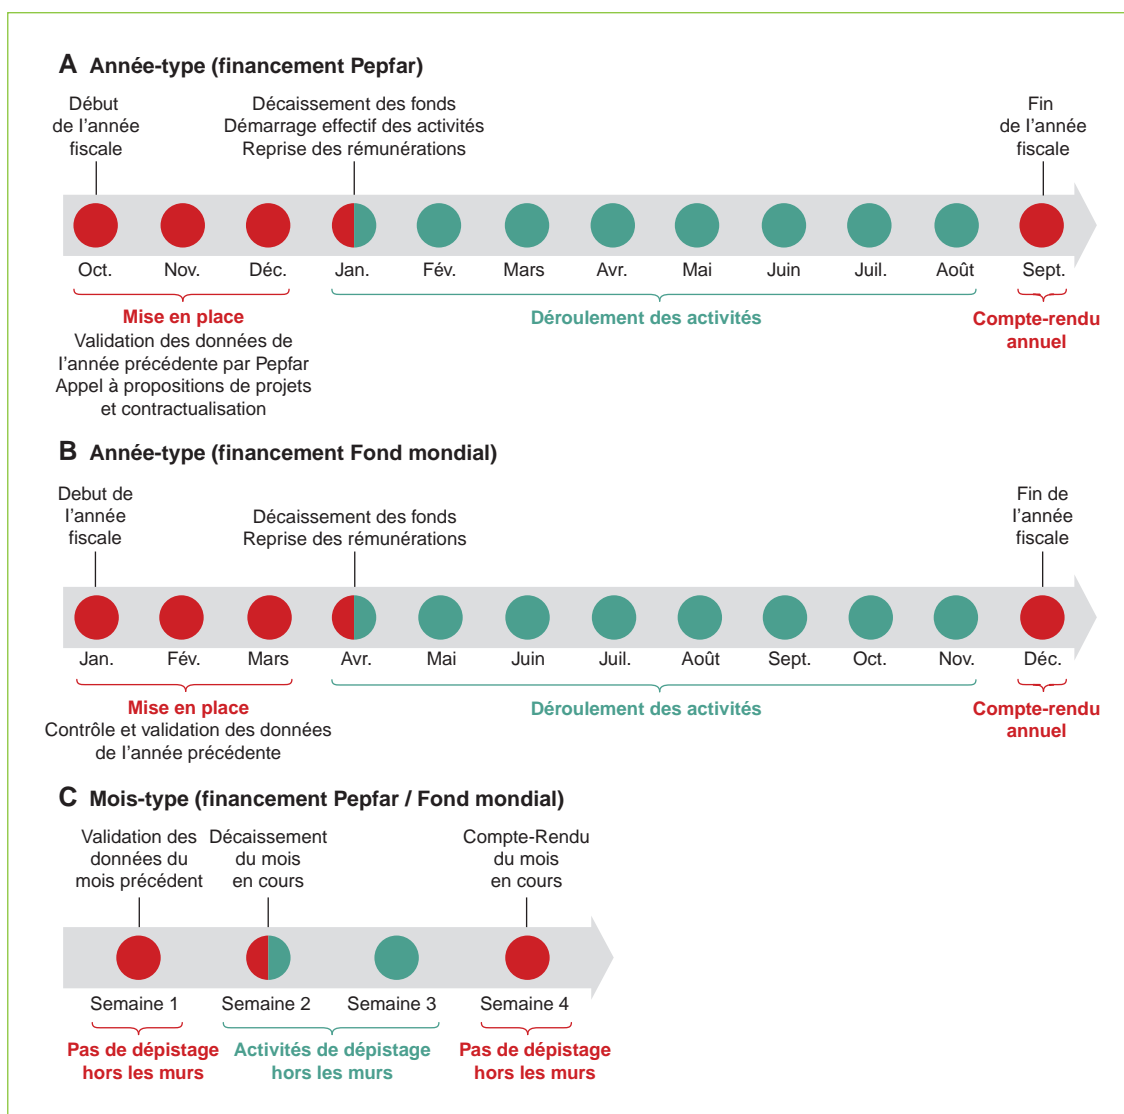 A Année-type (financement Pepfar)
Début
de l'année
fiscale
Décaissement des fonds
Démarrage effectif des activités
Reprise des rémunérations
Fin
de l'année
fiscale
Oct.
Nov.
Déc.
Jan.
Fév.
Mars
Avr.
Mai
Juin
Juil.
Août
Sept.
Mise en place
Validation des données de
l'année précédente par Pepfar
Appel à propositions de projets
et contractualisation
Déroulement des activités
Compte-rendu
annuel
B Année-type (financement Fond mondial)
Debut de
l'année
fiscale
Décaissement des fonds
Reprise des rémunérations
Fin de
l'année
fiscale
Jan.
Fév.
Mars
Avr.
Mai
Juin
Juil.
Août
Sept.
Oct.
Nov.
Déc.
Mise en place
Contrôle et validation des données
de l'année précédente
Déroulement des activités
Compte-rendu
annuel
C Mois-type (financement Pepfar / Fond mondial)
Validation des
données du
mois précédent
Décaissement
du mois
en cours
Compte-Rendu
du mois
en cours
Semaine 1
Semaine 2
Semaine 3
Semaine 4
Pas de dépistage
hors les murs
Activités de dépistage
hors les murs
Pas de dépistage
hors les murs